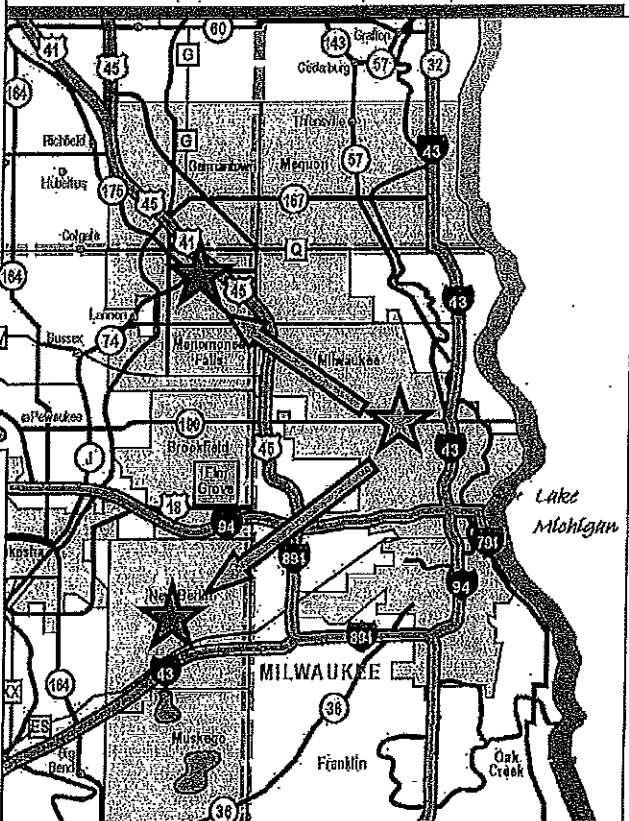 41
45
60
G
143
Grafton
57
Cedarburg
32
164
G
Thiensville
43
Richfield
Germantown
Mequon
57
Hubertus
175
45
167
Colgate
41
Q
164
45
43
Lannon
74
Menomonee
Falls
Milwaukee
Sussex
Pewaukee
190
Brookfield
45
43
J
Elm
Grove
18
94
Lake
Michigan
791
894
94
New Berlin
894
43
MILWAUKEE
164
XX
ES
36
Muskego
Big
Bend
Franklin
Oak
Creek
36